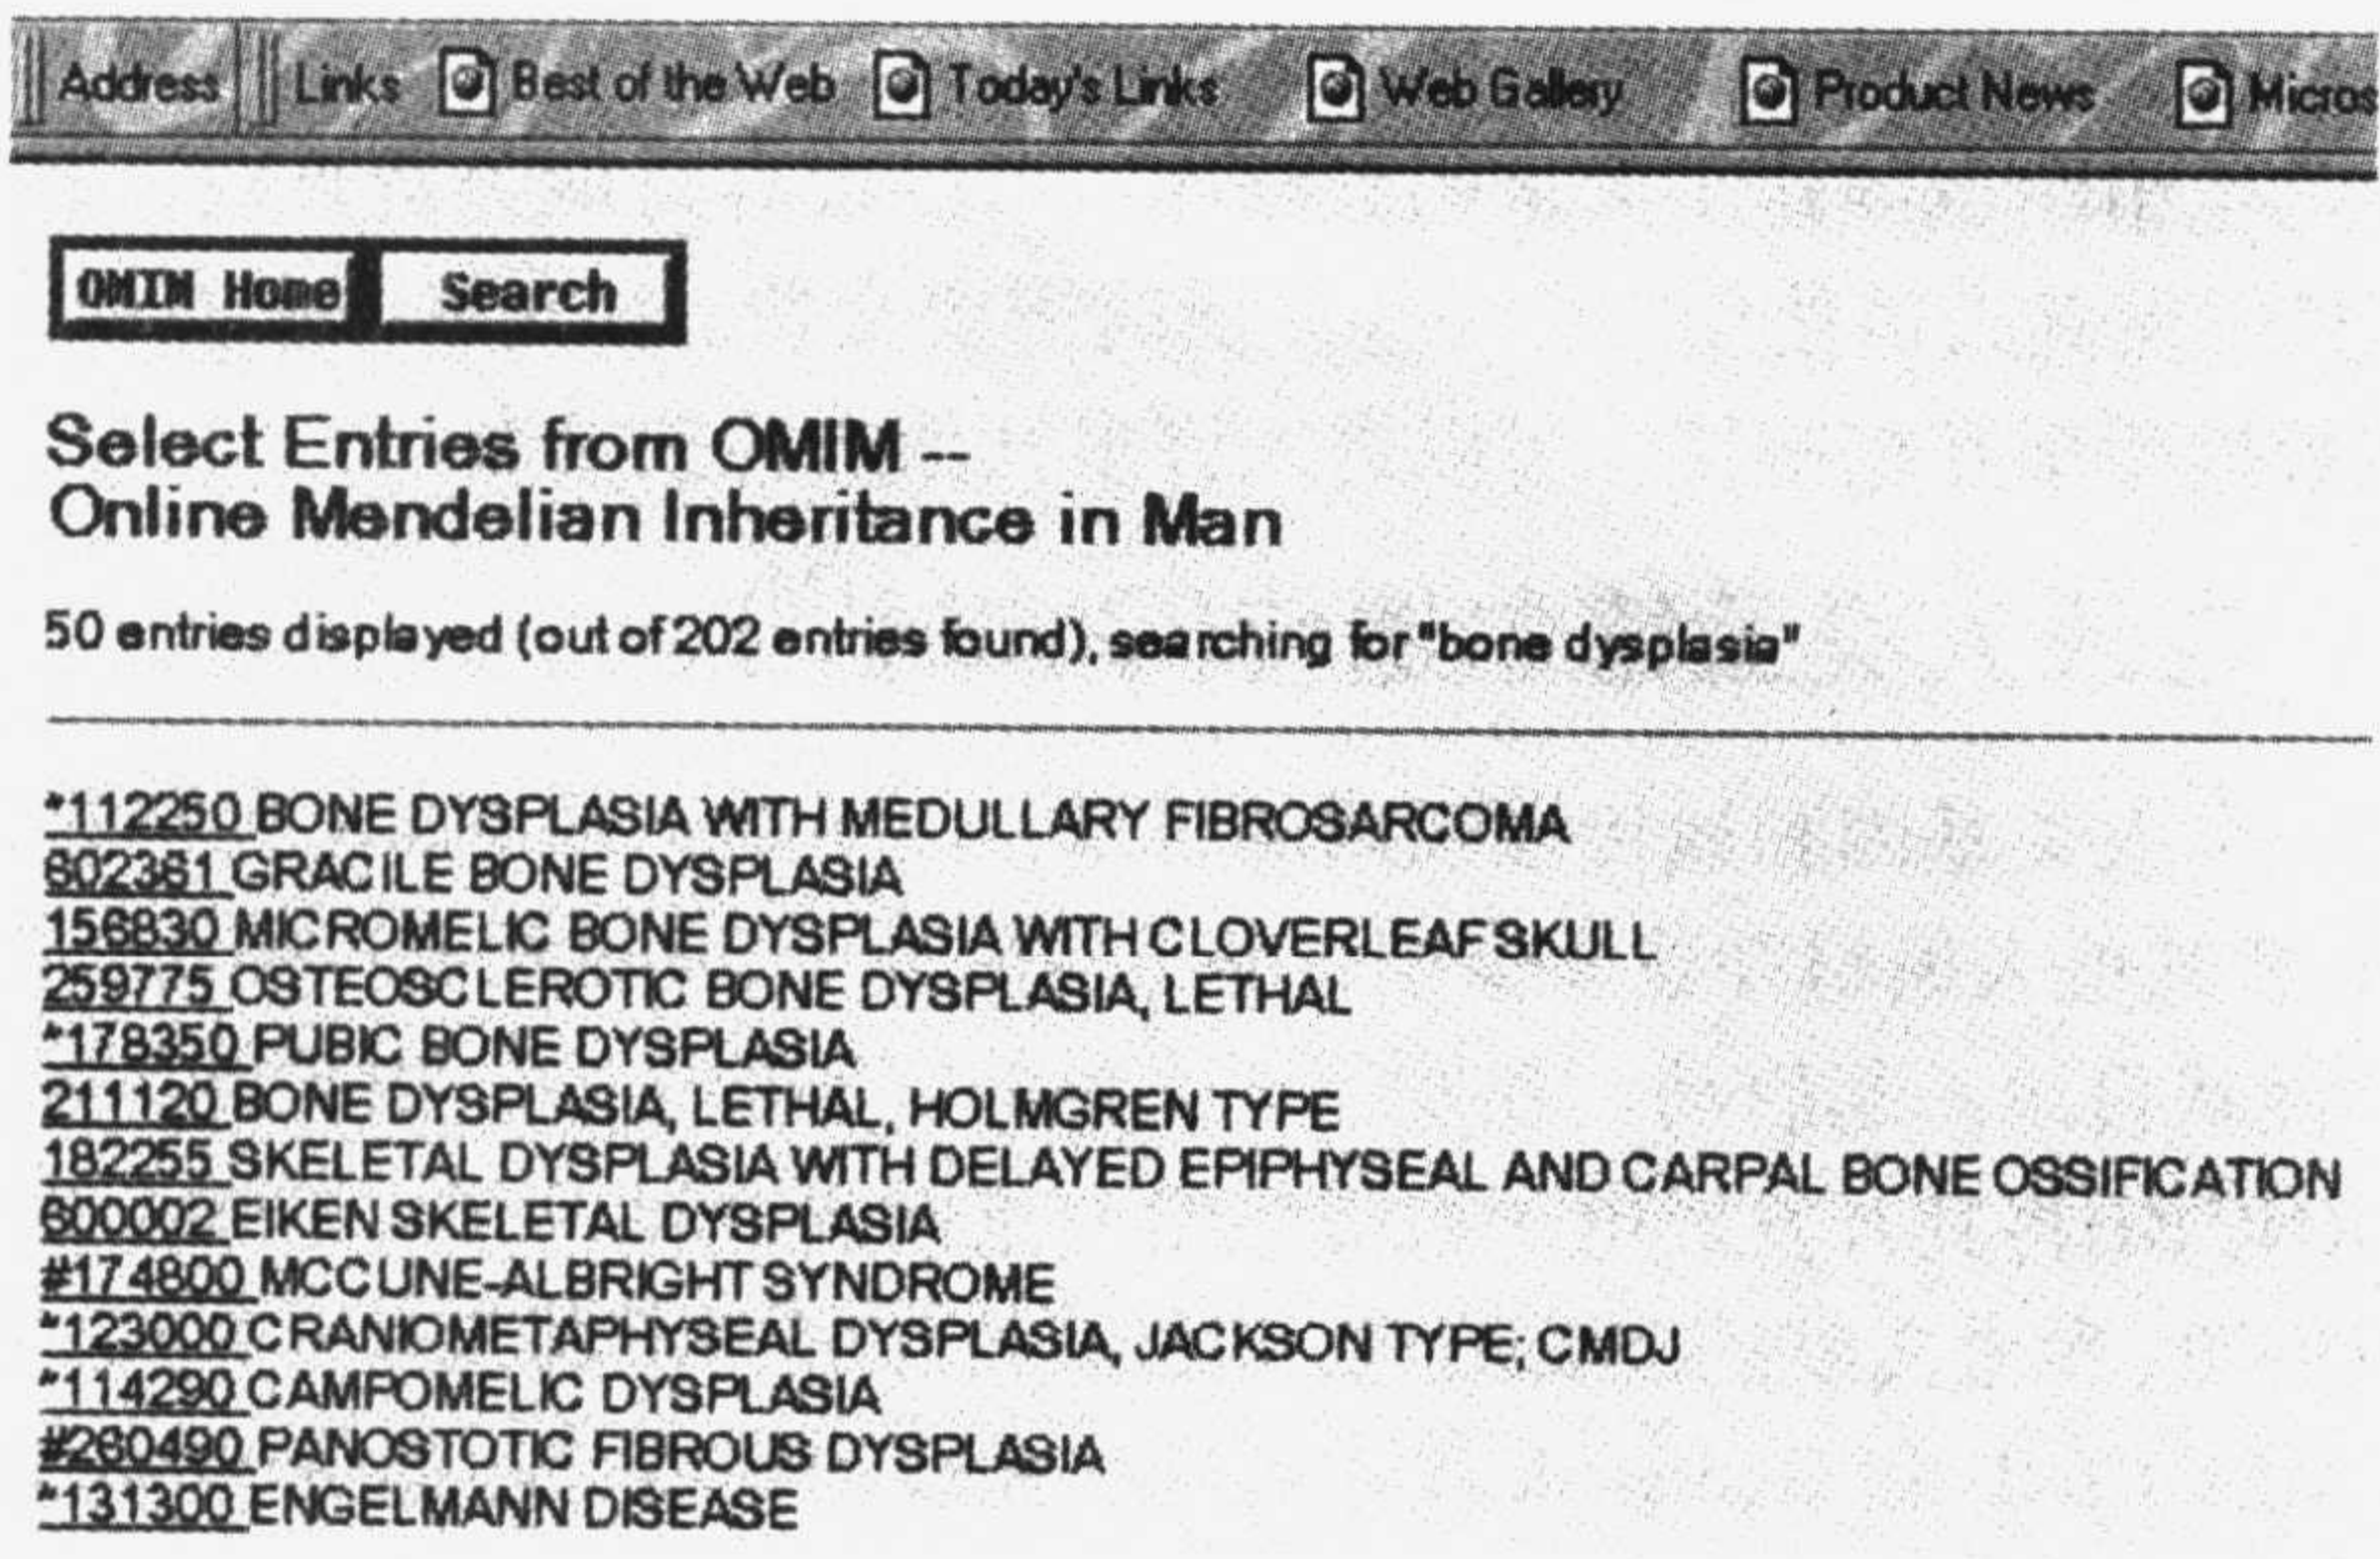 Address Links Best of the Web Today's Links Web Gallery Product News Micros
OMIM Home Search
Select Entries from OMIM --
Online Mendelian Inheritance in Man
50 entries displayed (out of 202 entries found), searching for "bone dysplasia"
*112250 BONE DYSPLASIA WITH MEDULLARY FIBROSARCOMA
602361 GRACILE BONE DYSPLASIA
156830 MICROMELIC BONE DYSPLASIA WITH CLOVERLEAF SKULL
259775 OSTEOSCLEROTIC BONE DYSPLASIA, LETHAL
*178350 PUBIC BONE DYSPLASIA
211120 BONE DYSPLASIA, LETHAL, HOLMGREN TYPE
182255 SKELETAL DYSPLASIA WITH DELAYED EPIPHYSEAL AND CARPAL BONE OSSIFICATION
600002 EIKEN SKELETAL DYSPLASIA
#174800 MCCUNE-ALBRIGHT SYNDROME
*123000 CRANIOMETAPHYSEAL DYSPLASIA, JACKSON TYPE; CMDJ
*114290 CAMPOMELIC DYSPLASIA
#260490 PANOSTOTIC FIBROUS DYSPLASIA
*131300 ENGELMANN DISEASE